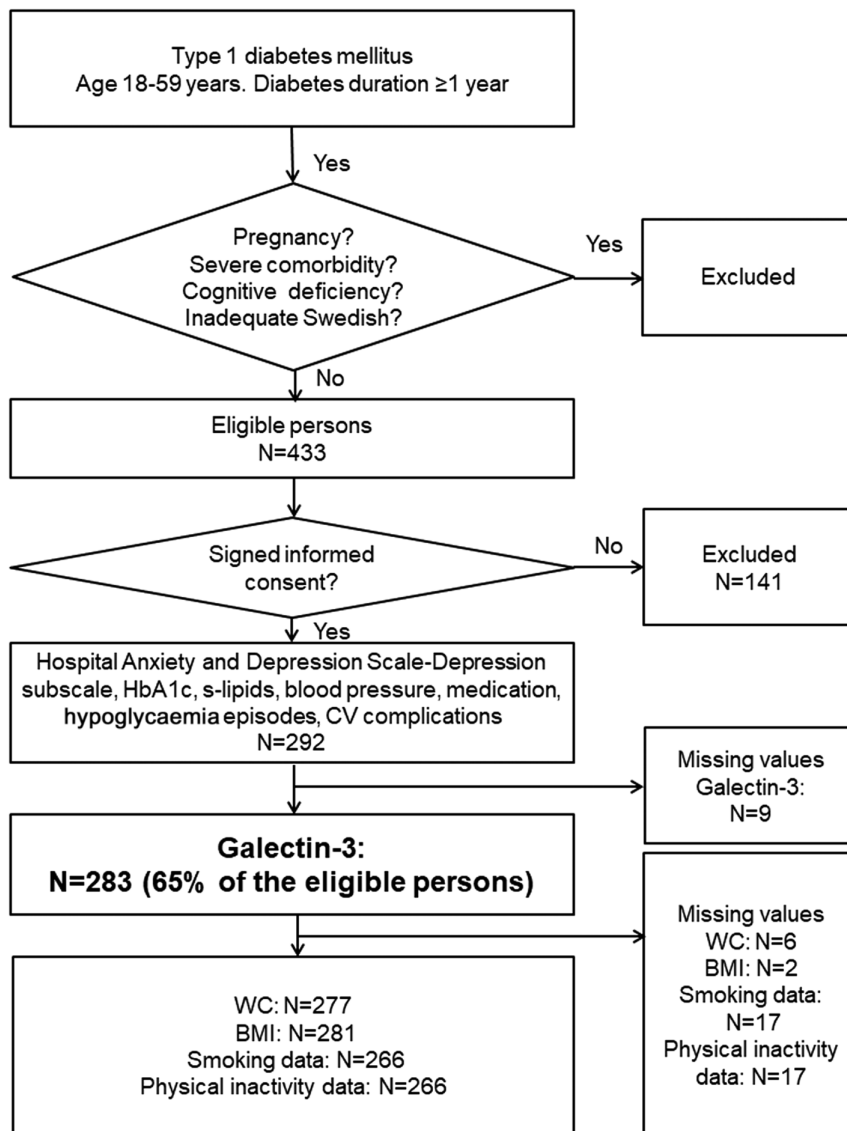 Type 1 diabetes mellitus
Age 18-59 years. Diabetes duration ≥1 year
Yes
Pregnancy?
Severe comorbidity?
Cognitive deficiency?
Inadequate Swedish?
Yes
Excluded
No
Eligible persons
N=433
Signed informed
consent?
No
Excluded
N=141
Yes
Hospital Anxiety and Depression Scale-Depression
subscale, HbA1c, s-lipids, blood pressure, medication,
hypoglycaemia episodes, CV complications
N=292
Missing values
Galectin-3:
N=9
Galectin-3:
N=283 (65% of the eligible persons)
Missing values
WC: N=6
BMI: N=2
Smoking data:
N=17
Physical inactivity
data: N=17
WC: N=277
BMI: N=281
Smoking data: N=266
Physical inactivity data: N=266